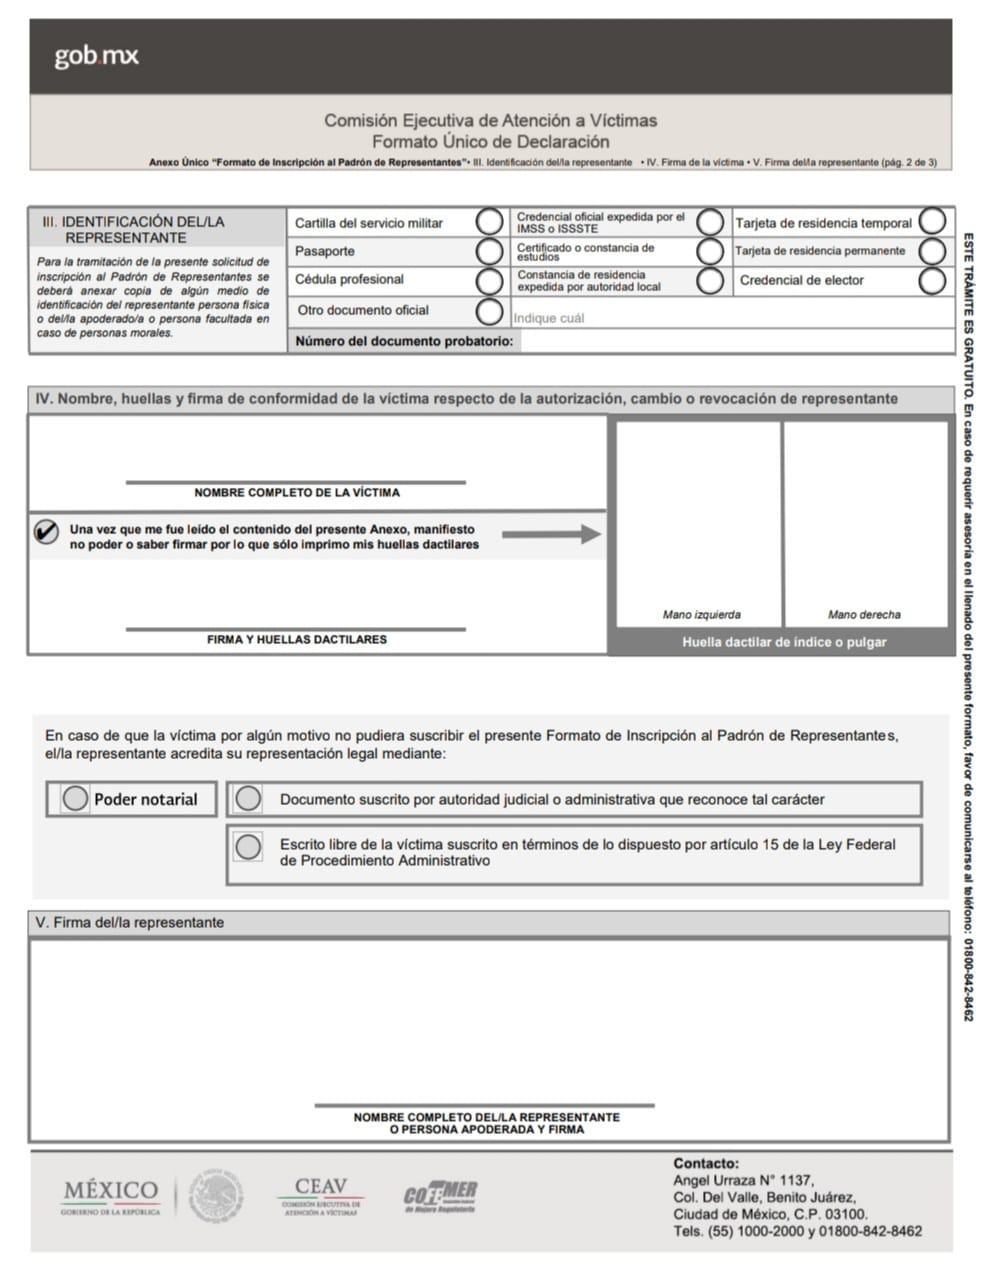 gob.mx
Comisión Ejecutiva de Atención a Víctimas
Formato Único de Declaración
Anexo Único “Formato de Inscripción al Padrón de Representantes”• III. Identificación del/la representante • IV. Firma de la víctima • V. Firma del/la representante (pág. 2 de 3)
III. IDENTIFICACIÓN DEL/LA
REPRESENTANTE
Para la tramitación de la presente solicitud de
inscripción al Padrón de Representantes se
deberá anexar copia de algún medio de
identificación del representante persona física
o del/la apoderado/a o persona facultada en
caso de personas morales.
Cartilla del servicio militar
Credencial oficial expedida por el
IMSS o ISSSTE
Tarjeta de residencia temporal
Pasaporte
Certificado o constancia de
estudios
Tarjeta de residencia permanente
Cédula profesional
Constancia de residencia
expedida por autoridad local
Credencial de elector
Otro documento oficial
Indique cuál
Número del documento probatorio:
IV. Nombre, huellas y firma de conformidad de la víctima respecto de la autorización, cambio o revocación de representante
NOMBRE COMPLETO DE LA VÍCTIMA
Una vez que me fue leído el contenido del presente Anexo, manifiesto
no poder o saber firmar por lo que sólo imprimo mis huellas dactilares
FIRMA Y HUELLAS DACTILARES
Mano izquierda
Mano derecha
Huella dactilar de índice o pulgar
En caso de que la víctima por algún motivo no pudiera suscribir el presente Formato de Inscripción al Padrón de Representantes,
el/la representante acredita su representación legal mediante:
Poder notarial
Documento suscrito por autoridad judicial o administrativa que reconoce tal carácter
Escrito libre de la víctima suscrito en términos de lo dispuesto por artículo 15 de la Ley Federal
de Procedimiento Administrativo
V. Firma del/la representante
NOMBRE COMPLETO DEL/LA REPRESENTANTE
O PERSONA APODERADA Y FIRMA
ESTE TRÁMITE ES GRATUITO. En caso de requerir asesoría en el llenado del presente formato, favor de comunicarse al teléfono: 01800-842-8462
MÉXICO
GOBIERNO DE LA REPÚBLICA
CEAV
COMISIÓN EJECUTIVA DE
ATENCIÓN A VÍCTIMAS
COFEMER
de Mejora Regulatoria
Contacto:
Angel Urraza N° 1137,
Col. Del Valle, Benito Juárez,
Ciudad de México, C.P. 03100.
Tels. (55) 1000-2000 y 01800-842-8462